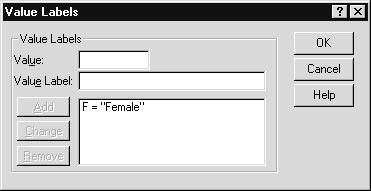 Value Labels
? ×
Value Labels
Value:
Value Label:
Add
Change
Remove
F = "Female"
OK
Cancel
Help